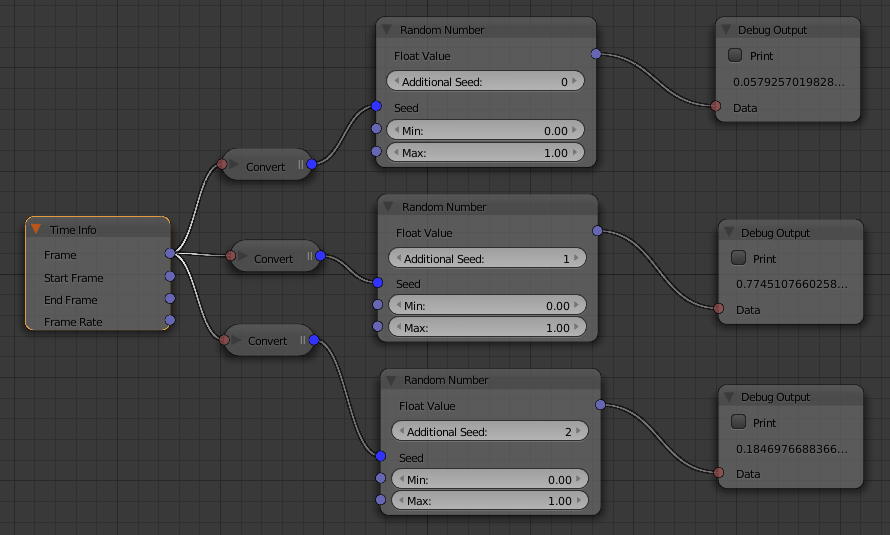 Random Number
Float Value
Additional Seed: 0
Seed
Min: 0.00
Max: 1.00
Debug Output
Print
0.0579257019828...
Data
Convert
Time Info
Frame
Start Frame
End Frame
Frame Rate
Convert
Random Number
Float Value
Additional Seed: 1
Seed
Min: 0.00
Max: 1.00
Debug Output
Print
0.7745107660258...
Data
Convert
Random Number
Float Value
Additional Seed: 2
Seed
Min: 0.00
Max: 1.00
Debug Output
Print
0.1846976688366...
Data